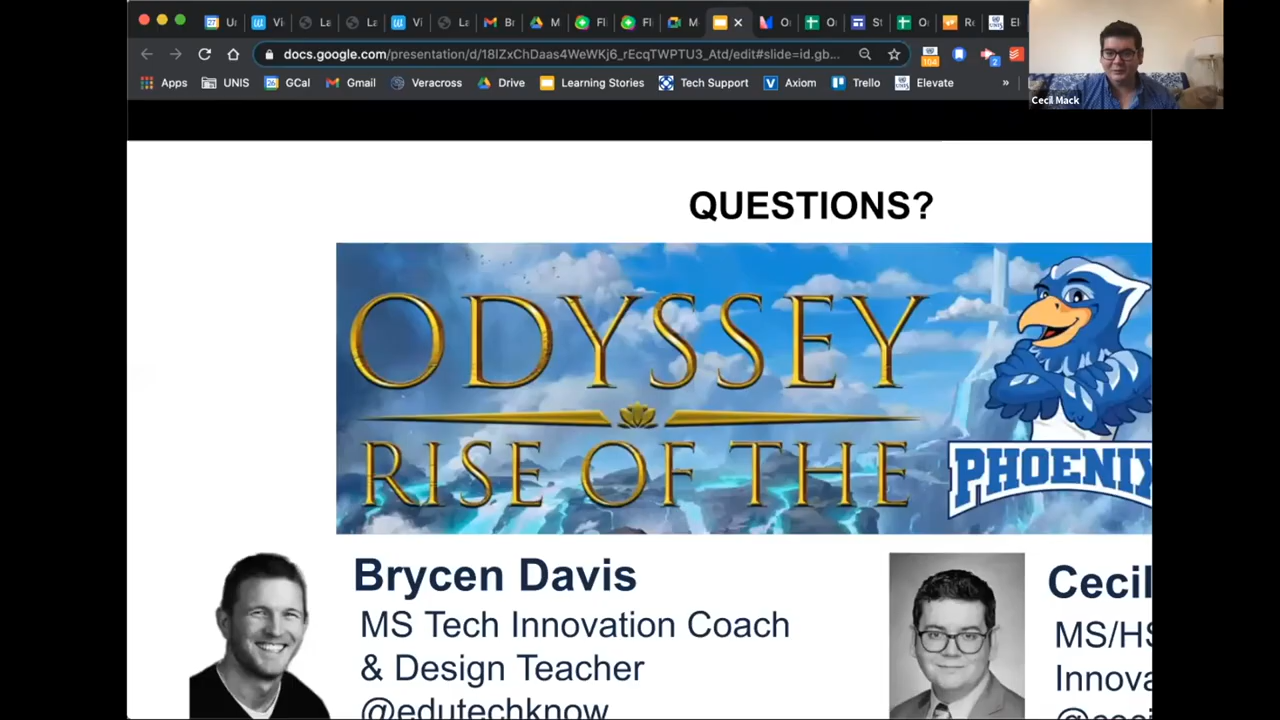 docs.google.com/presentation/d/18IZxChDaas4WeWKj6_rEcqTWPTU3_Atd/edit#slide=id.gb...
104
2
Apps UNIS GCal Gmail Veracross Drive Learning Stories Tech Support Axiom Trello Elevate »
Cecil Mack
QUESTIONS?
ODYSSEY
RISE OF THE
PHOENIX
Brycen Davis
MS Tech Innovation Coach
& Design Teacher
@edutechknow
Cecil
MS/HS
Innova